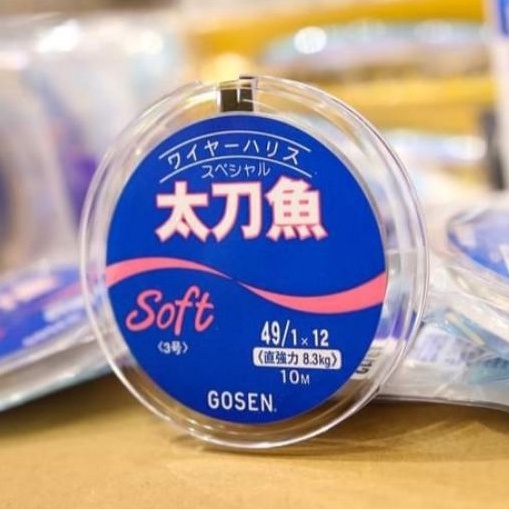 ワイヤーハリス
スペシャル
太刀魚
Soft
〈3号〉
49/1×12
〈直強力 8.3kg〉
10M
GOSEN®